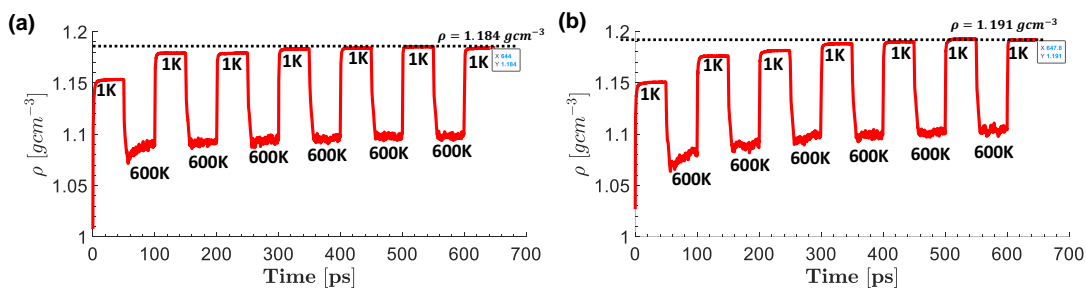 (a)
ρ = 1.184 gcm⁻³
1.2
1.15
1.1
1.05
1
ρ [gcm⁻³]
1K
1K
1K
1K
1K
1K
1K
600K
600K
600K
600K
600K
600K
X 644
Y 1.184
0 100 200 300 400 500 600 700
Time [ps]
(b)
ρ = 1.191 gcm⁻³
1.2
1.15
1.1
1.05
1
ρ [gcm⁻³]
1K
1K
1K
1K
1K
1K
1K
600K
600K
600K
600K
600K
600K
X 647.8
Y 1.191
0 100 200 300 400 500 600 700
Time [ps]